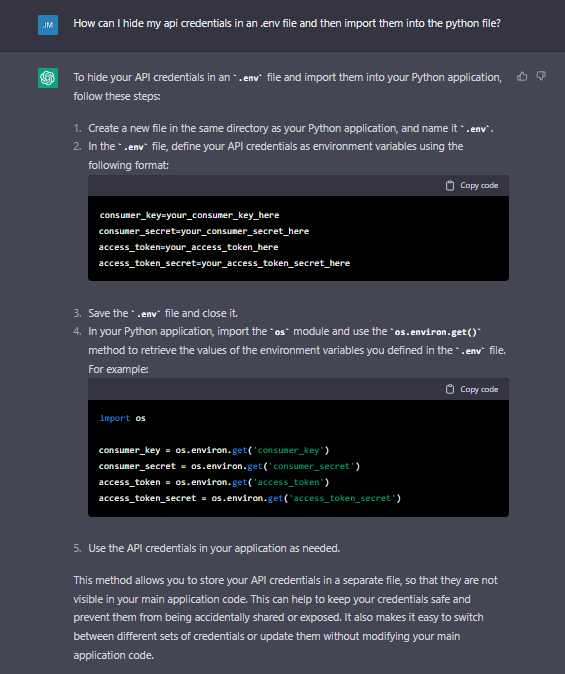 JM
How can I hide my api credentials in an .env file and then import them into the python file?
To hide your API credentials in an `.env` file and import them into your Python application,
follow these steps:
1. Create a new file in the same directory as your Python application, and name it `.env`.
2. In the `.env` file, define your API credentials as environment variables using the
following format:
Copy code
consumer_key=your_consumer_key_here
consumer_secret=your_consumer_secret_here
access_token=your_access_token_here
access_token_secret=your_access_token_secret_here
3. Save the `.env` file and close it.
4. In your Python application, import the `os` module and use the `os.environ.get()`
method to retrieve the values of the environment variables you defined in the `.env` file.
For example:
Copy code
import os
consumer_key = os.environ.get('consumer_key')
consumer_secret = os.environ.get('consumer_secret')
access_token = os.environ.get('access_token')
access_token_secret = os.environ.get('access_token_secret')
5. Use the API credentials in your application as needed.
This method allows you to store your API credentials in a separate file, so that they are not
visible in your main application code. This can help to keep your credentials safe and
prevent them from being accidentally shared or exposed. It also makes it easy to switch
between different sets of credentials or update them without modifying your main
application code.